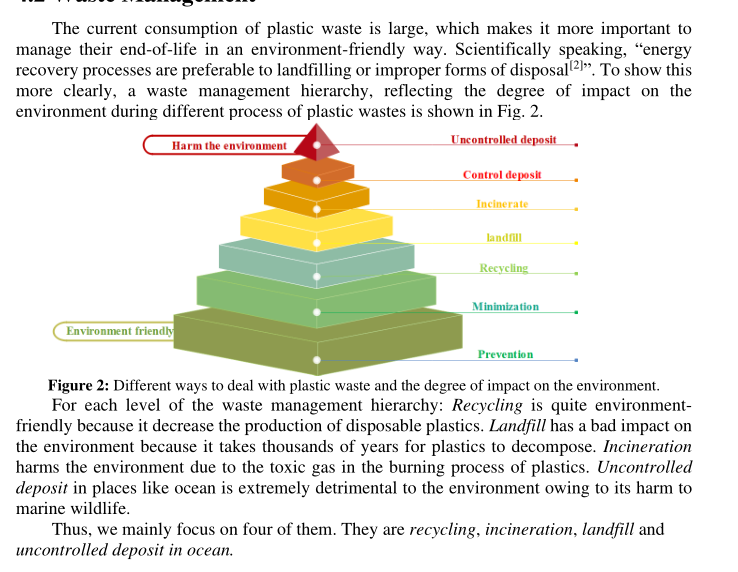 4.2 Waste Management
The current consumption of plastic waste is large, which makes it more important to
manage their end-of-life in an environment-friendly way. Scientifically speaking, “energy
recovery processes are preferable to landfilling or improper forms of disposal[2]”. To show this
more clearly, a waste management hierarchy, reflecting the degree of impact on the
environment during different process of plastic wastes is shown in Fig. 2.
Harm the environment
Uncontrolled deposit
Control deposit
Incinerate
landfill
Recycling
Minimization
Environment friendly
Prevention
Figure 2: Different ways to deal with plastic waste and the degree of impact on the environment.
For each level of the waste management hierarchy: Recycling is quite environment-
friendly because it decrease the production of disposable plastics. Landfill has a bad impact on
the environment because it takes thousands of years for plastics to decompose. Incineration
harms the environment due to the toxic gas in the burning process of plastics. Uncontrolled
deposit in places like ocean is extremely detrimental to the environment owing to its harm to
marine wildlife.
Thus, we mainly focus on four of them. They are recycling, incineration, landfill and
uncontrolled deposit in ocean.